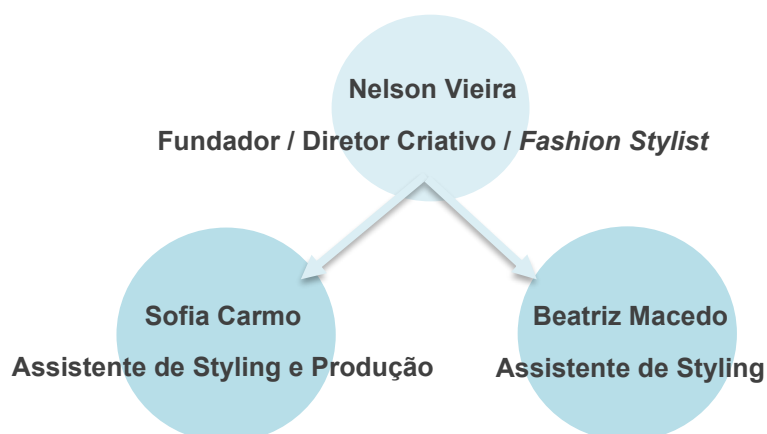 Nelson Vieira
Fundador / Diretor Criativo / Fashion Stylist
Sofia Carmo
Assistente de Styling e Produção
Beatriz Macedo
Assistente de Styling